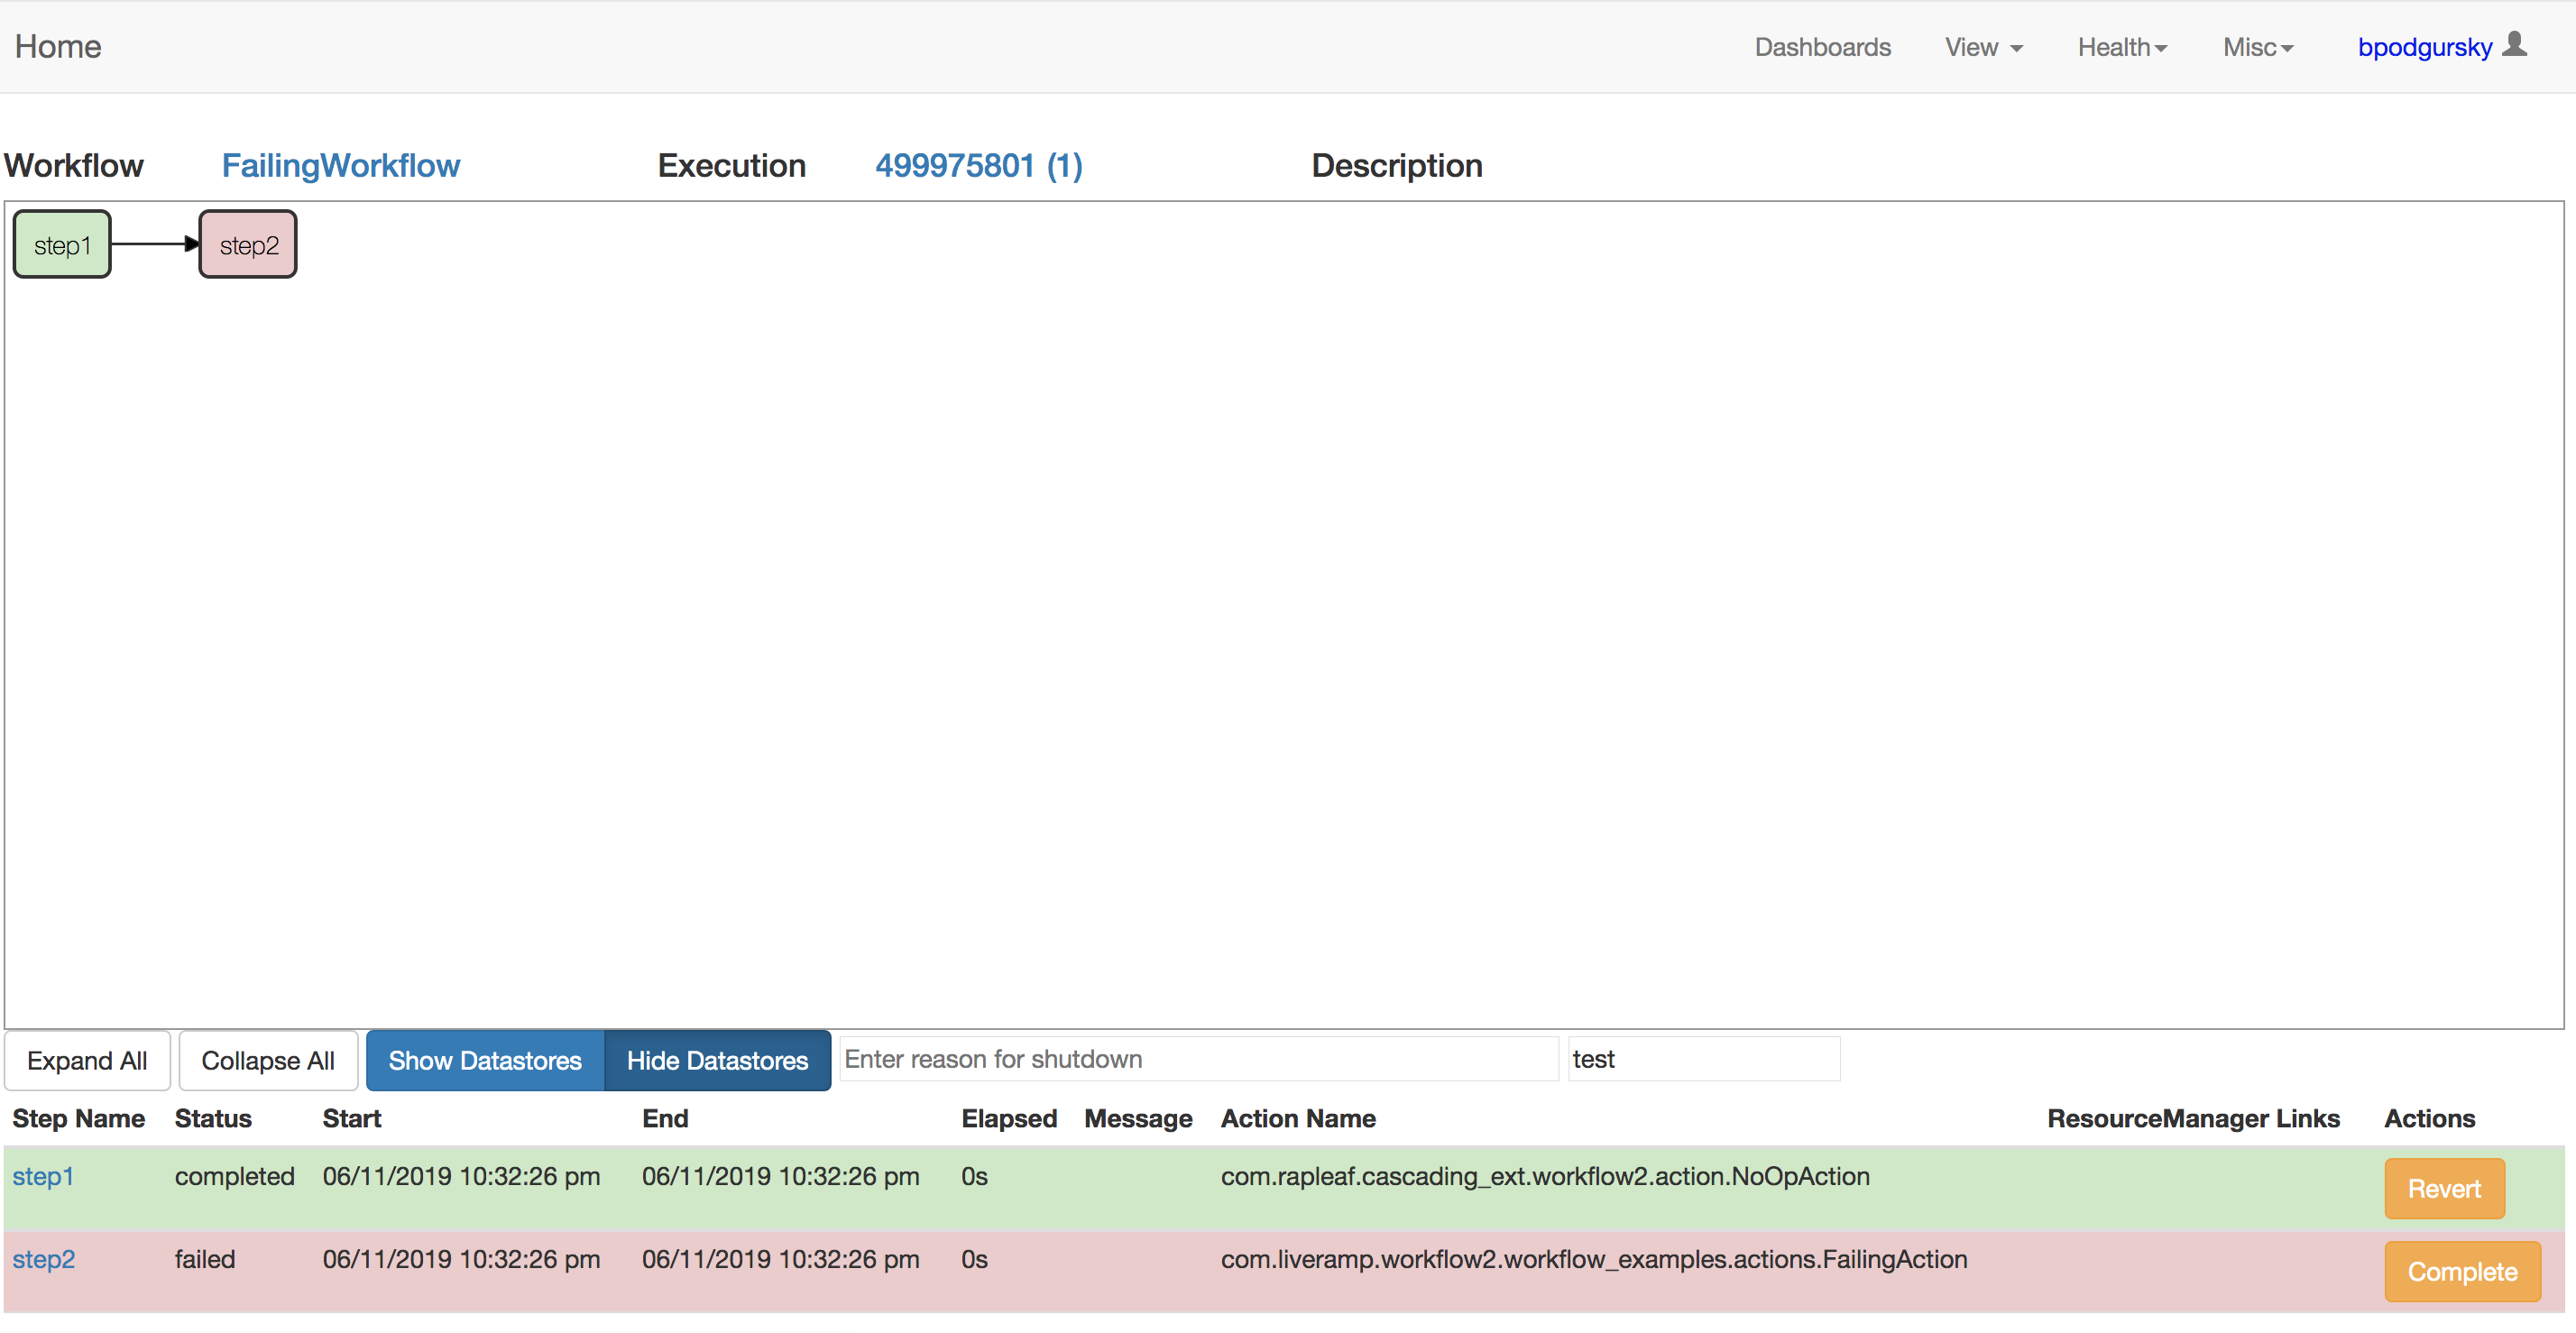 Home Dashboards View Health Misc bpodgursky
Workflow FailingWorkflow Execution 499975801 (1) Description
step1 step2
Expand All Collapse All Show Datastores Hide Datastores Enter reason for shutdown test
Step Name Status Start End Elapsed Message Action Name ResourceManager Links Actions
step1 completed 06/11/2019 10:32:26 pm 06/11/2019 10:32:26 pm 0s com.rapleaf.cascading_ext.workflow2.action.NoOpAction Revert
step2 failed 06/11/2019 10:32:26 pm 06/11/2019 10:32:26 pm 0s com.liveramp.workflow2.workflow_examples.actions.FailingAction Complete